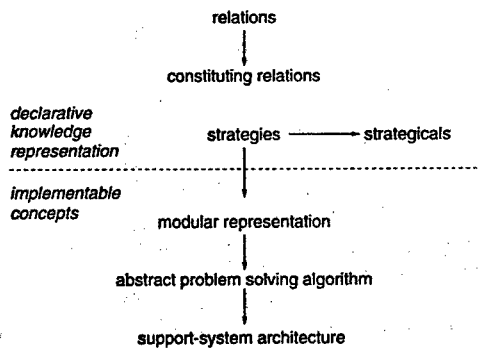 relations
constituting relations
declarative
knowledge
representation
strategies
strategicals
implementable
concepts
modular representation
abstract problem solving algorithm
support-system architecture